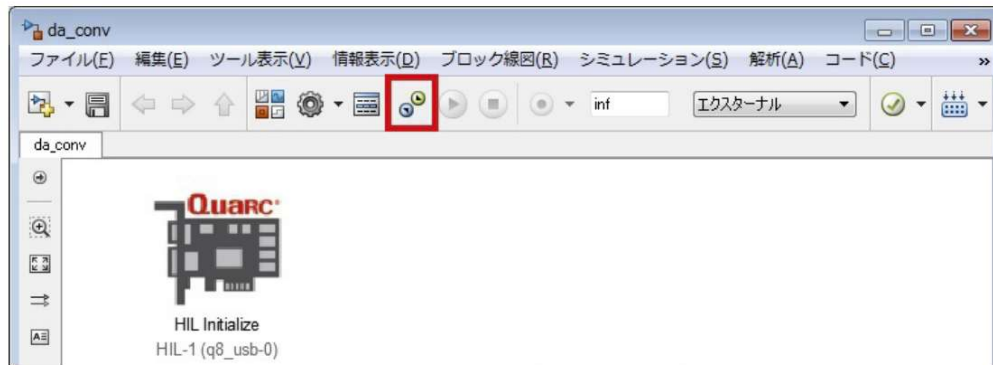 da_conv
ファイル(F) 編集(E) ツール表示(V) 情報表示(D) ブロック線図(R) シミュレーション(S) 解析(A) コード(C) »
inf エクスターナル
da_conv
QUARC
HIL Initialize
HIL-1 (q8_usb-0)